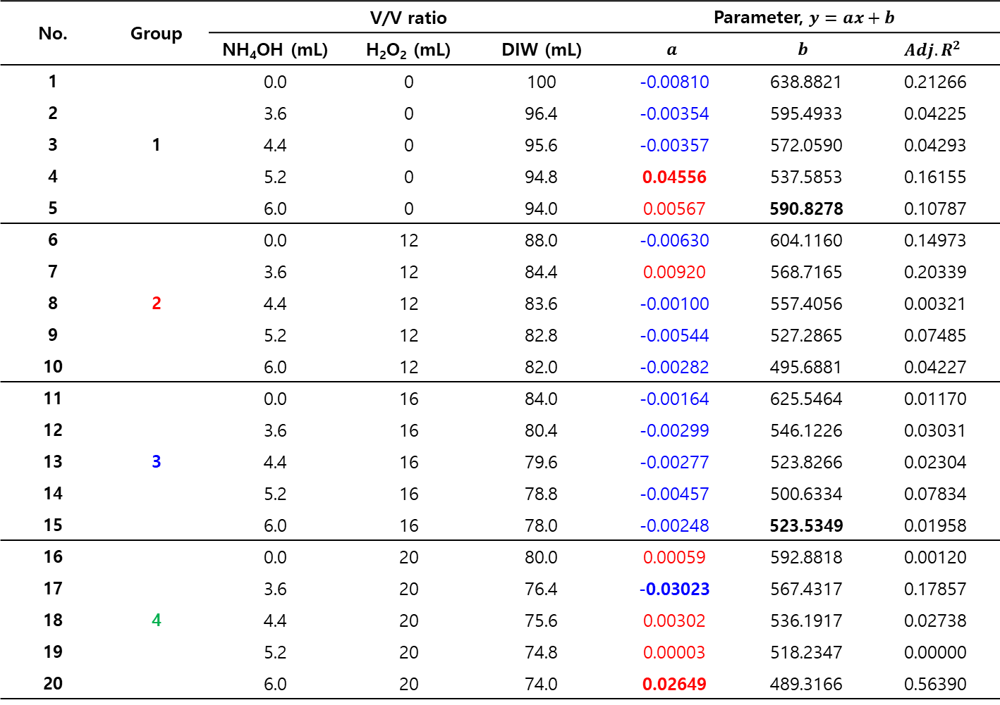 V/V ratio Parameter, y = ax + b
No. Group
NH₄OH (mL) H₂O₂ (mL) DIW (mL) a b Adj. R²
1 0.0 0 100 -0.00810 638.8821 0.21266
2 3.6 0 96.4 -0.00354 595.4933 0.04225
3 1 4.4 0 95.6 -0.00357 572.0590 0.04293
4 5.2 0 94.8 0.04556 537.5853 0.16155
5 6.0 0 94.0 0.00567 590.8278 0.10787
6 0.0 12 88.0 -0.00630 604.1160 0.14973
7 3.6 12 84.4 0.00920 568.7165 0.20339
8 2 4.4 12 83.6 -0.00100 557.4056 0.00321
9 5.2 12 82.8 -0.00544 527.2865 0.07485
10 6.0 12 82.0 -0.00282 495.6881 0.04227
11 0.0 16 84.0 -0.00164 625.5464 0.01170
12 3.6 16 80.4 -0.00299 546.1226 0.03031
13 3 4.4 16 79.6 -0.00277 523.8266 0.02304
14 5.2 16 78.8 -0.00457 500.6334 0.07834
15 6.0 16 78.0 -0.00248 523.5349 0.01958
16 0.0 20 80.0 0.00059 592.8818 0.00120
17 3.6 20 76.4 -0.03023 567.4317 0.17857
18 4 4.4 20 75.6 0.00302 536.1917 0.02738
19 5.2 20 74.8 0.00003 518.2347 0.00000
20 6.0 20 74.0 0.02649 489.3166 0.56390